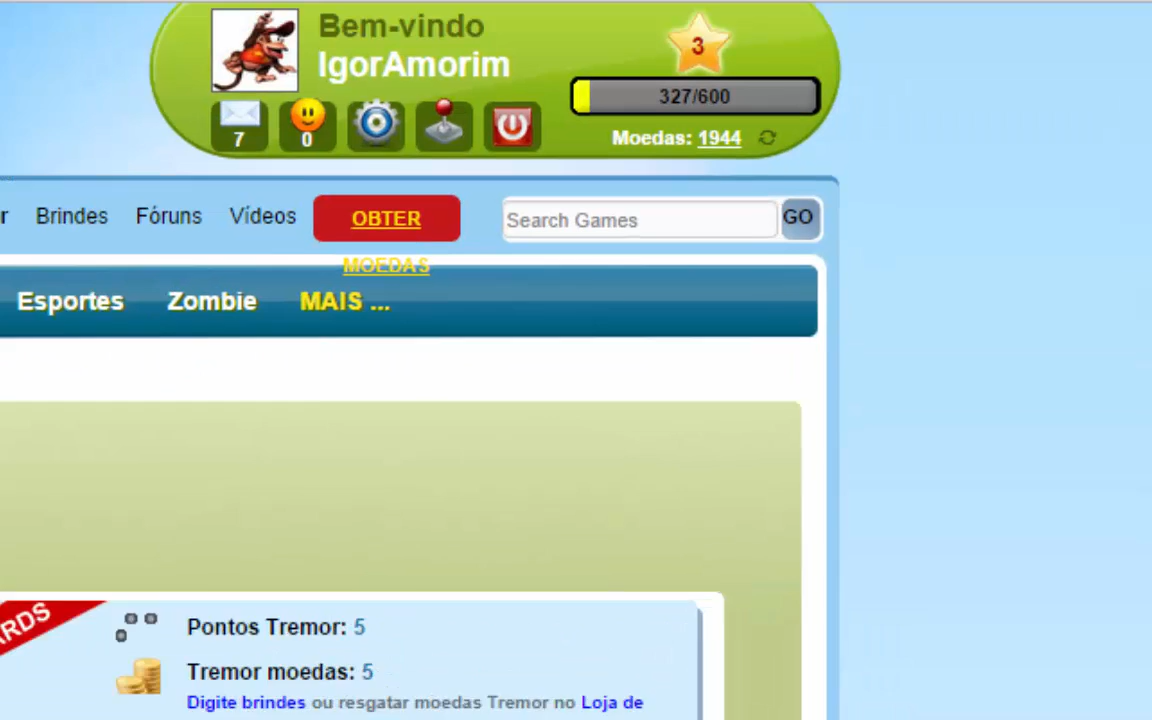 Bem-vindo
IgorAmorim
3
327/600
7
0
Moedas: 1944
r Brindes Fóruns Vídeos OBTER MOEDAS
Search Games GO
Esportes Zombie MAIS ...
ARDS
Pontos Tremor: 5
Tremor moedas: 5
Digite brindes ou resgatar moedas Tremor no Loja de